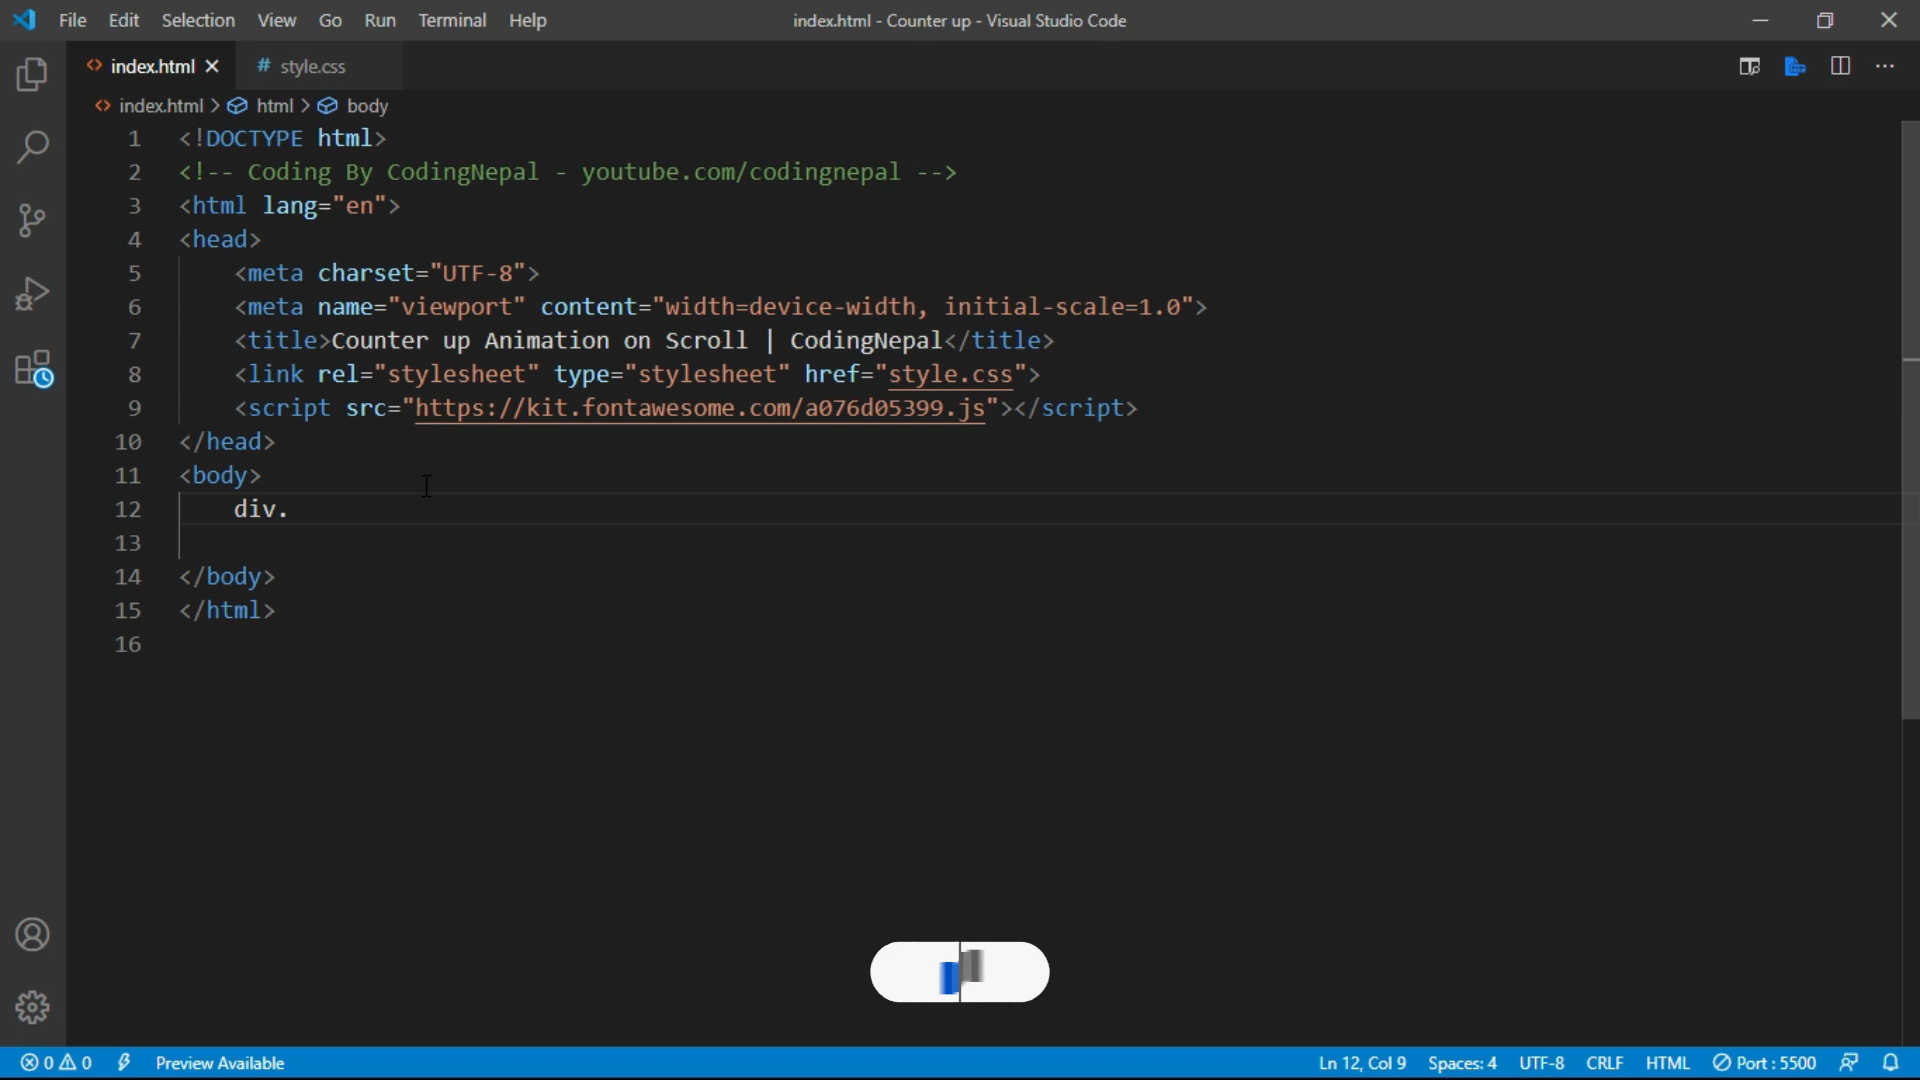 File Edit Selection View Go Run Terminal Help index.html - Counter up - Visual Studio Code
index.html # style.css
index.html > html > body
1 <!DOCTYPE html>
2 <!-- Coding By CodingNepal - youtube.com/codingnepal -->
3 <html lang="en">
4 <head>
5 <meta charset="UTF-8">
6 <meta name="viewport" content="width=device-width, initial-scale=1.0">
7 <title>Counter up Animation on Scroll | CodingNepal</title>
8 <link rel="stylesheet" type="stylesheet" href="style.css">
9 <script src="https://kit.fontawesome.com/a076d05399.js"></script>
10 </head>
11 <body>
12 div.
13
14 </body>
15 </html>
16
0 0 Preview Available Ln 12, Col 9 Spaces: 4 UTF-8 CRLF HTML Port : 5500